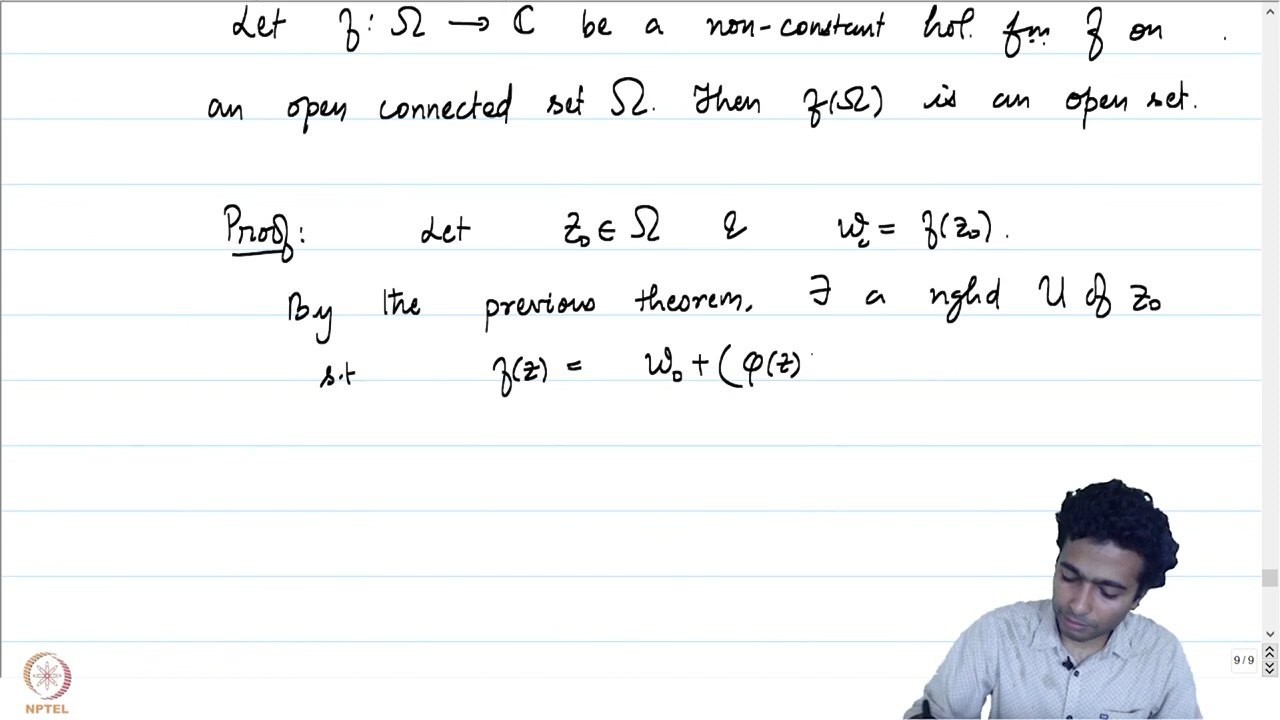 Let f : Ω → ℂ be a non-constant hol. fn. f on
an open connected set Ω. Then f(Ω) is an open set.
Proof: Let z₀ ∈ Ω & w₀ = f(z₀).
By the previous theorem, ∃ a nghd U of z₀
s.t f(z) = w₀ + (φ(z)
9 / 9
NPTEL